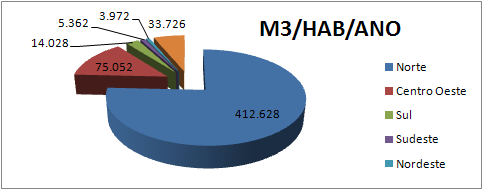 M3/HAB/ANO
3.972
33.726
5.362
14.028
75.052
412.628
Norte
Centro Oeste
Sul
Sudeste
Nordeste